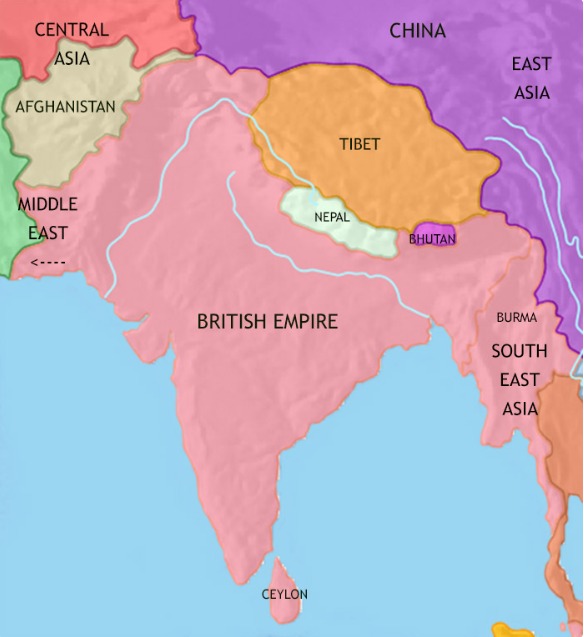 CENTRAL
ASIA
CHINA
EAST
ASIA
AFGHANISTAN
TIBET
MIDDLE
EAST
<----
NEPAL
BHUTAN
BRITISH EMPIRE
BURMA
SOUTH
EAST
ASIA
CEYLON